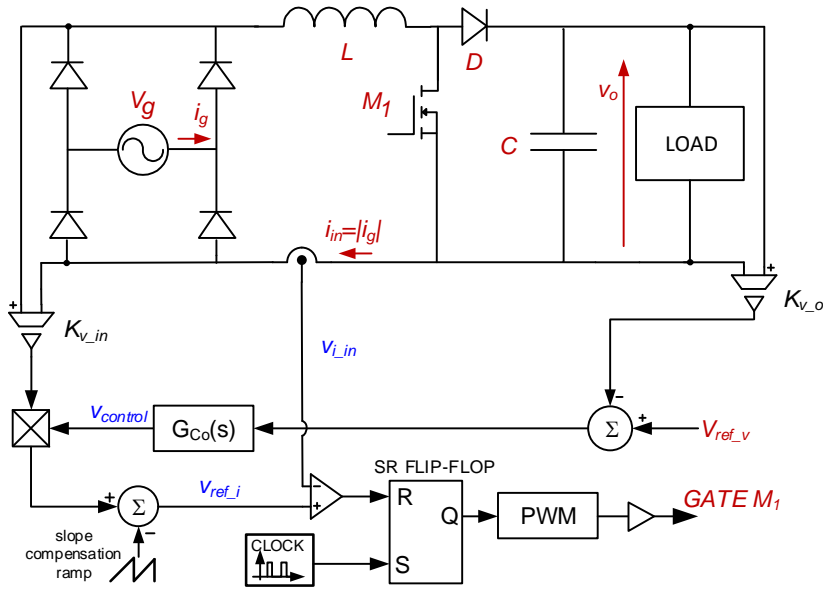 L
D
Vg
ig
M1
C
vo
LOAD
iin=|ig|
+
+
Kv_in
Kv_o
vi_in
vcontrol
GCo(s)
-
Σ
+
Vref_v
SR FLIP-FLOP
+
Σ
-
vref_i
-
+
R
Q
S
PWM
GATE M1
slope
compensation
ramp
CLOCK